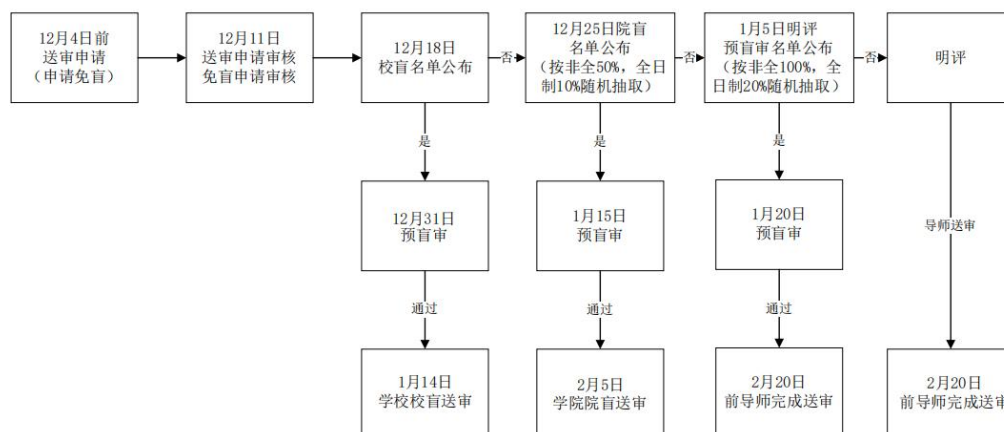 12月4日前
送审申请
（申请免盲）
12月11日
送审申请审核
免盲申请审核
12月18日
校盲名单公布
否
12月25日院盲
名单公布
（按非全50%，全日
制10%随机抽取）
否
1月5日明评
预盲审名单公布
（按非全100%，全
日制20%随机抽取）
否
明评
是
是
是
12月31日
预盲审
1月15日
预盲审
1月20日
预盲审
导师送审
通过
通过
通过
1月14日
学校校盲送审
2月5日
学院院盲送审
2月20日
前导师完成送审
2月20日
前导师完成送审